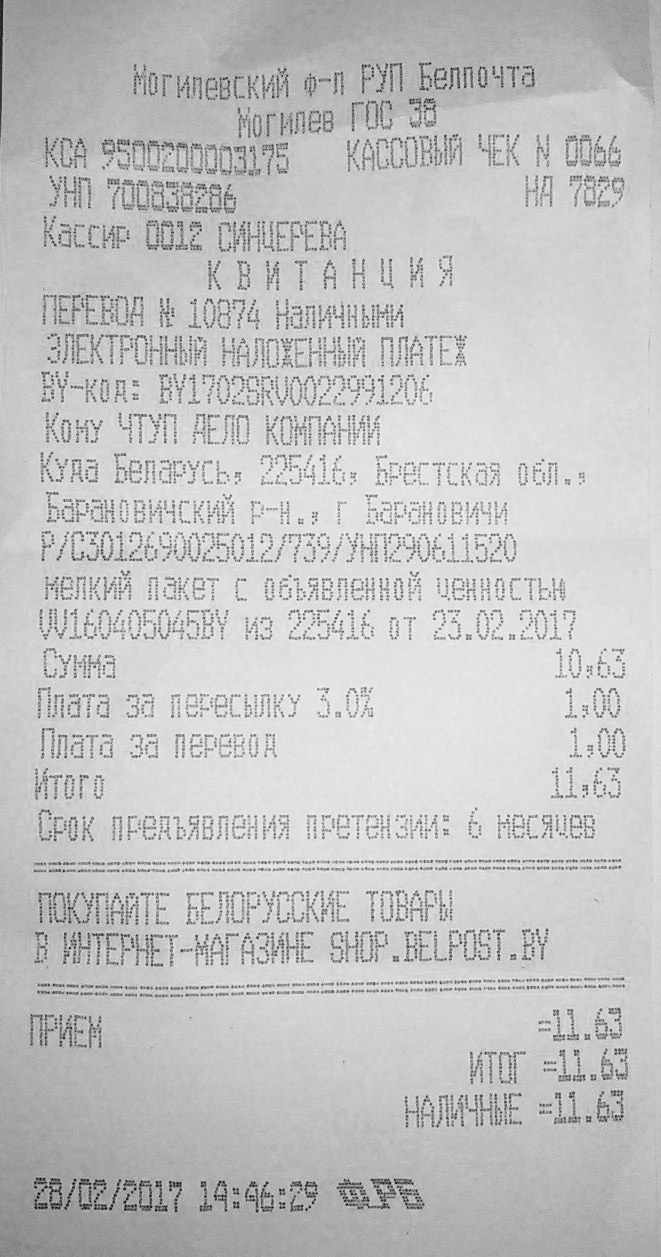 Могилевский ф-л РУП Белпочта
Могилев ГОС 38
КСА 9500200003175 КАССОВЫЙ ЧЕК N 0066
УНП 700838286 НА 7829
Кассир 0012 СИНЦЕРЕВА
К В И Т А Н Ц И Я
ПЕРЕВОД № 10874 Наличными
ЭЛЕКТРОННЫЙ НАЛОЖЕННЫЙ ПЛАТЕЖ
BY-код: BY17028RV0022991206
Кому ЧТУП ДЕЛО КОМПАНИИ
Куда Беларусь, 225416, Брестская обл.,
Барановичский р-н., г Барановичи
Р/С3012690025012/739/УНП290611520
мелкий пакет с объявленной ценностью
VV160405045BY из 225416 от 23.02.2017
Сумма 10,63
Плата за пересылку 3.0% 1,00
Плата за перевод 1,00
Итого 11,63
Срок предъявления претензии: 6 месяцев
ПОКУПАЙТЕ БЕЛОРУССКИЕ ТОВАРЫ
В ИНТЕРНЕТ-МАГАЗИНЕ SHOP.BELPOST.BY
ПРИЕМ =11.63
ИТОГ =11.63
НАЛИЧНЫЕ =11.63
28/02/2017 14:46:29